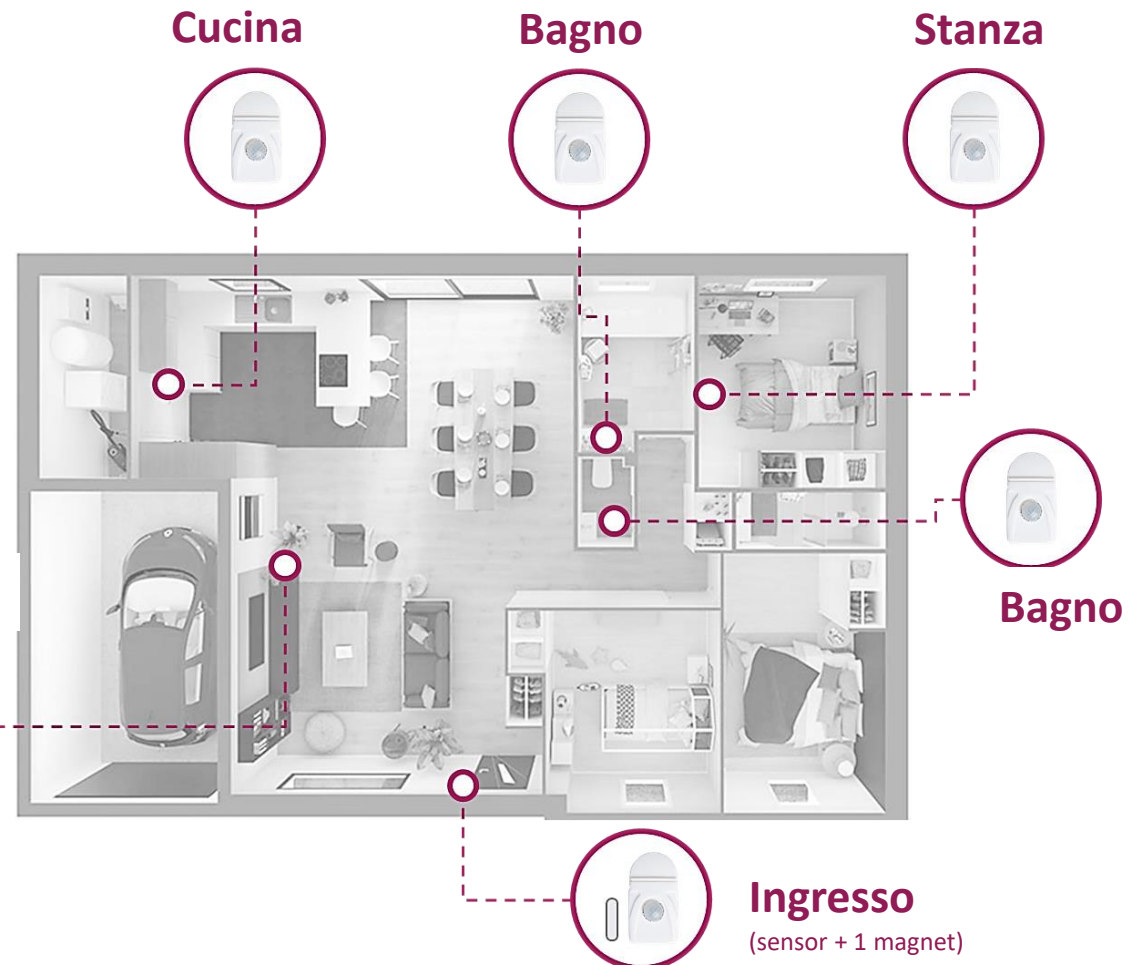 Cucina
Bagno
Stanza
Bagno
Ingresso
(sensor + 1 magnet)